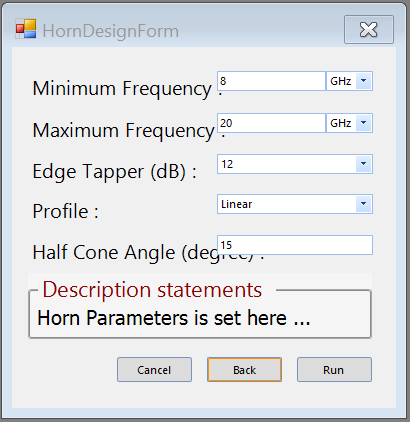 HornDesignForm
Minimum Frequency : 8 GHz
Maximum Frequency : 20 GHz
Edge Tapper (dB) : 12
Profile : Linear
Half Cone Angle (degree) : 15
Description statements
Horn Parameters is set here ...
Cancel Back Run